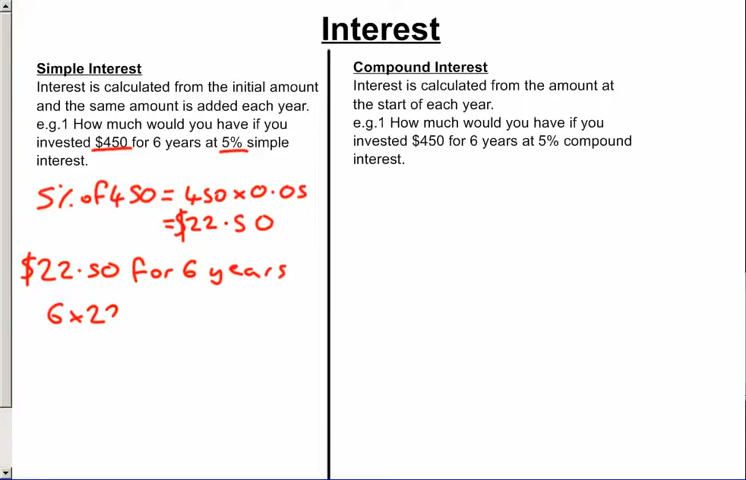 Interest
Simple Interest
Interest is calculated from the initial amount
and the same amount is added each year.
e.g.1 How much would you have if you
invested $450 for 6 years at 5% simple
interest.
5% of 450 = 450 × 0.05
= $22.50
$22.50 for 6 years
6 × 22
Compound Interest
Interest is calculated from the amount at
the start of each year.
e.g.1 How much would you have if you
invested $450 for 6 years at 5% compound
interest.